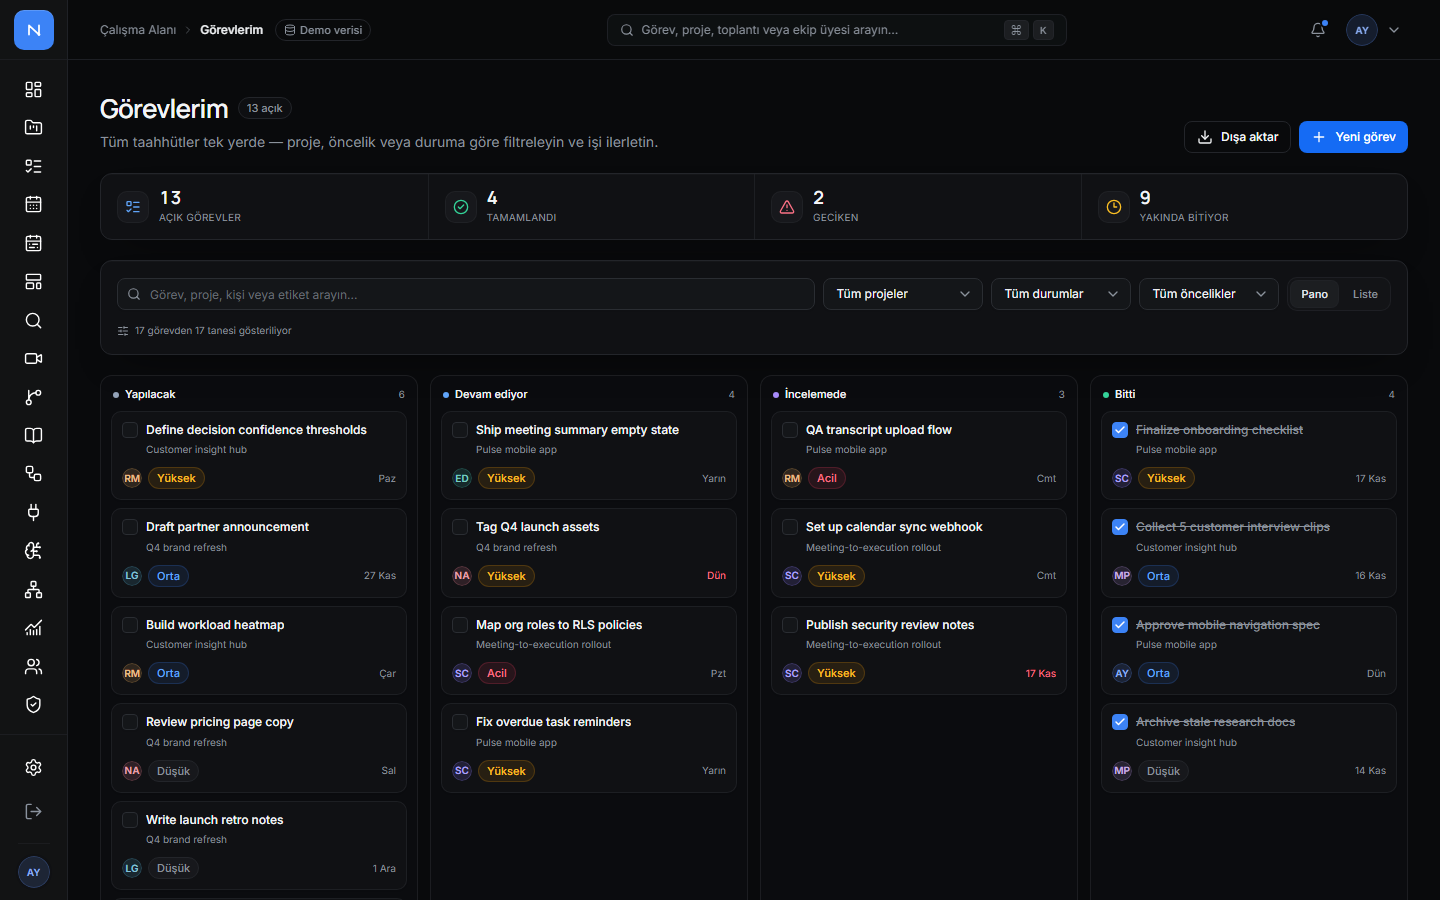 N
Çalışma Alanı > Görevlerim
Demo verisi
Görev, proje, toplantı veya ekip üyesi arayın...
⌘ K
AY
Görevlerim
13 açık
Tüm taahhütler tek yerde — proje, öncelik veya duruma göre filtreleyin ve işi ilerletin.
Dışa aktar
Yeni görev
13
AÇIK GÖREVLER
4
TAMAMLANDI
2
GECİKEN
9
YAKINDA BİTİYOR
Görev, proje, kişi veya etiket arayın...
Tüm projeler
Tüm durumlar
Tüm öncelikler
Pano
Liste
17 görevden 17 tanesi gösteriliyor
Yapılacak 6
Define decision confidence thresholds
Customer insight hub
RM Yüksek Paz
Draft partner announcement
Q4 brand refresh
LG Orta 27 Kas
Build workload heatmap
Customer insight hub
RM Orta Çar
Review pricing page copy
Q4 brand refresh
NA Düşük Sal
Write launch retro notes
Q4 brand refresh
LG Düşük 1 Ara
Devam ediyor 4
Ship meeting summary empty state
Pulse mobile app
ED Yüksek Yarın
Tag Q4 launch assets
Q4 brand refresh
NA Yüksek Dün
Map org roles to RLS policies
Meeting-to-execution rollout
SC Acil Pzt
Fix overdue task reminders
Pulse mobile app
SC Yüksek Yarın
İncelemede 3
QA transcript upload flow
Pulse mobile app
RM Acil Cmt
Set up calendar sync webhook
Meeting-to-execution rollout
SC Yüksek Cmt
Publish security review notes
Meeting-to-execution rollout
SC Yüksek 17 Kas
Bitti 4
Finalize onboarding checklist
Pulse mobile app
SC Yüksek 17 Kas
Collect 5 customer interview clips
Customer insight hub
MP Orta 16 Kas
Approve mobile navigation spec
Pulse mobile app
AY Orta Dün
Archive stale research docs
Customer insight hub
MP Düşük 14 Kas
AY